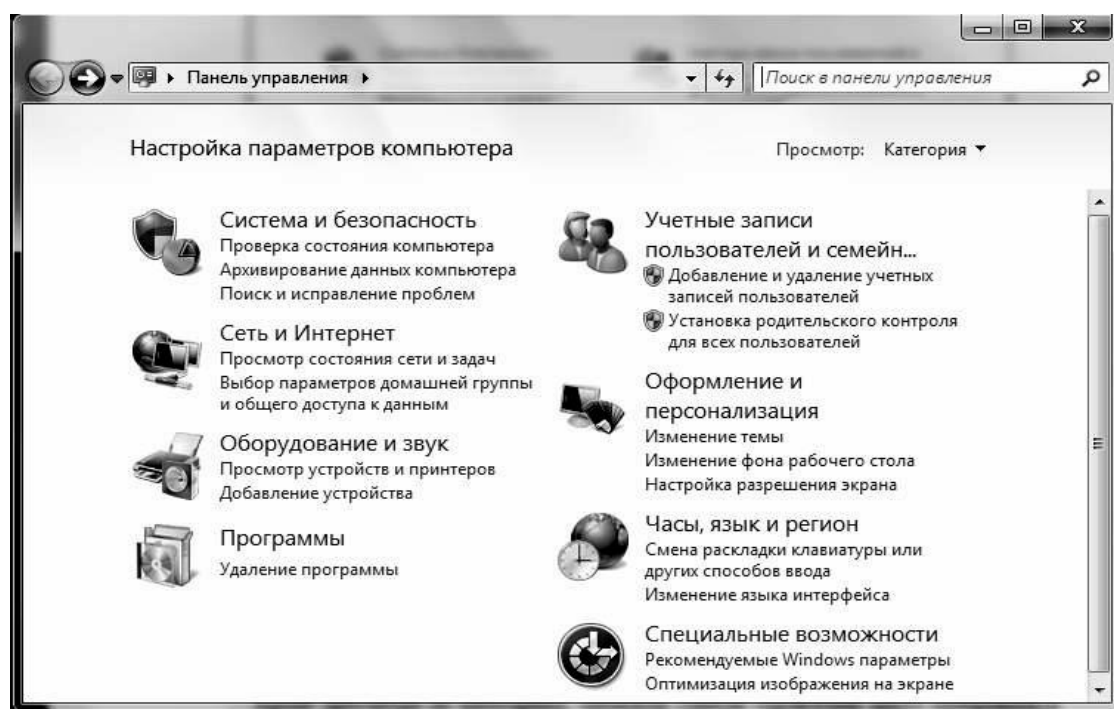 Панель управления
Поиск в панели управления
Настройка параметров компьютера
Просмотр: Категория
Система и безопасность
Проверка состояния компьютера
Архивирование данных компьютера
Поиск и исправление проблем
Сеть и Интернет
Просмотр состояния сети и задач
Выбор параметров домашней группы
и общего доступа к данным
Оборудование и звук
Просмотр устройств и принтеров
Добавление устройства
Программы
Удаление программы
Учетные записи
пользователей и семейн...
Добавление и удаление учетных
записей пользователей
Установка родительского контроля
для всех пользователей
Оформление и
персонализация
Изменение темы
Изменение фона рабочего стола
Настройка разрешения экрана
Часы, язык и регион
Смена раскладки клавиатуры или
других способов ввода
Изменение языка интерфейса
Специальные возможности
Рекомендуемые Windows параметры
Оптимизация изображения на экране